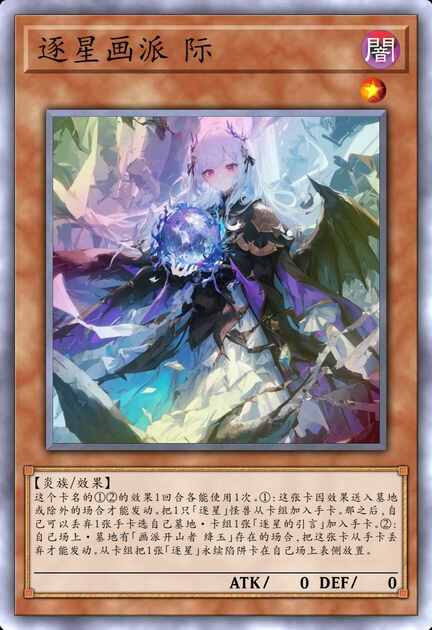 逐星画派 际
闇
【炎族/效果】
这个卡名的①②的效果1回合各能使用1次。①:这张卡因效果送入墓地
或除外的场合才能发动。把1只「逐星」怪兽从卡组加入手卡。那之后,自
己可以丢弃1张手卡选自己墓地·卡组1张「逐星的引言」加入手卡。②:
自己场上·墓地有「画派开山者 绛玉」存在的场合,把这张卡从手卡丢
弃才能发动。从卡组把1张「逐星」永续陷阱卡在自己场上表侧放置。
ATK/ 0 DEF/ 0